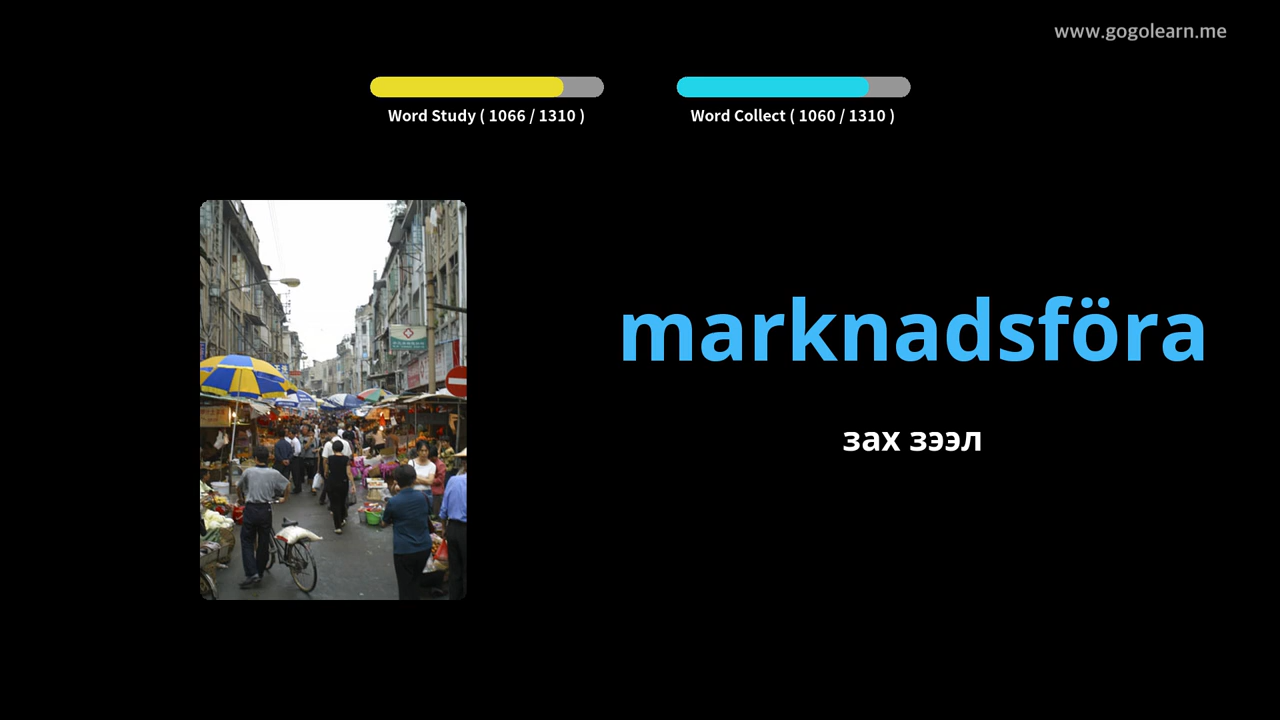 www.gogolearn.me
Word Study ( 1066 / 1310 )
Word Collect ( 1060 / 1310 )
marknadsföra
зах зээл